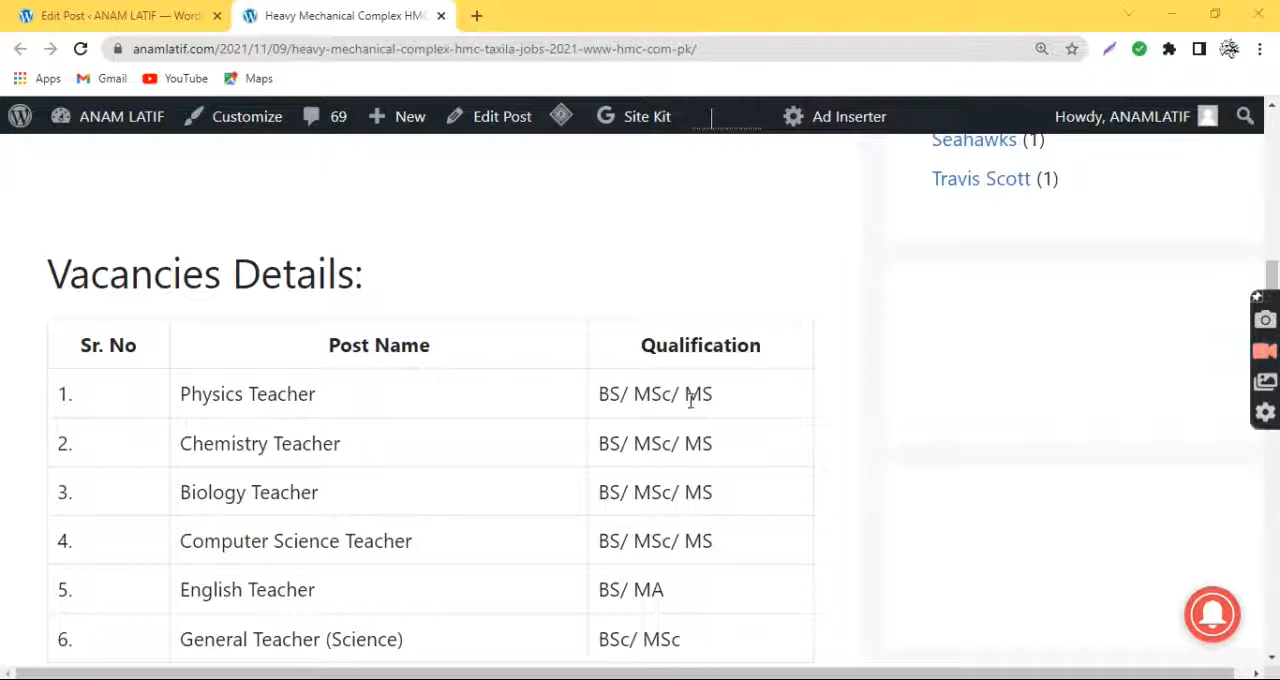 Edit Post ‹ ANAM LATIF — Word
Heavy Mechanical Complex HMC
anamlatif.com/2021/11/09/heavy-mechanical-complex-hmc-taxila-jobs-2021-www-hmc-com-pk/
Apps Gmail YouTube Maps
ANAM LATIF Customize 69 New Edit Post Site Kit Ad Inserter Howdy, ANAMLATIF
Seahawks (1)
Travis Scott (1)
Vacancies Details:
Sr. No Post Name Qualification
1. Physics Teacher BS/ MSc/ MS
2. Chemistry Teacher BS/ MSc/ MS
3. Biology Teacher BS/ MSc/ MS
4. Computer Science Teacher BS/ MSc/ MS
5. English Teacher BS/ MA
6. General Teacher (Science) BSc/ MSc